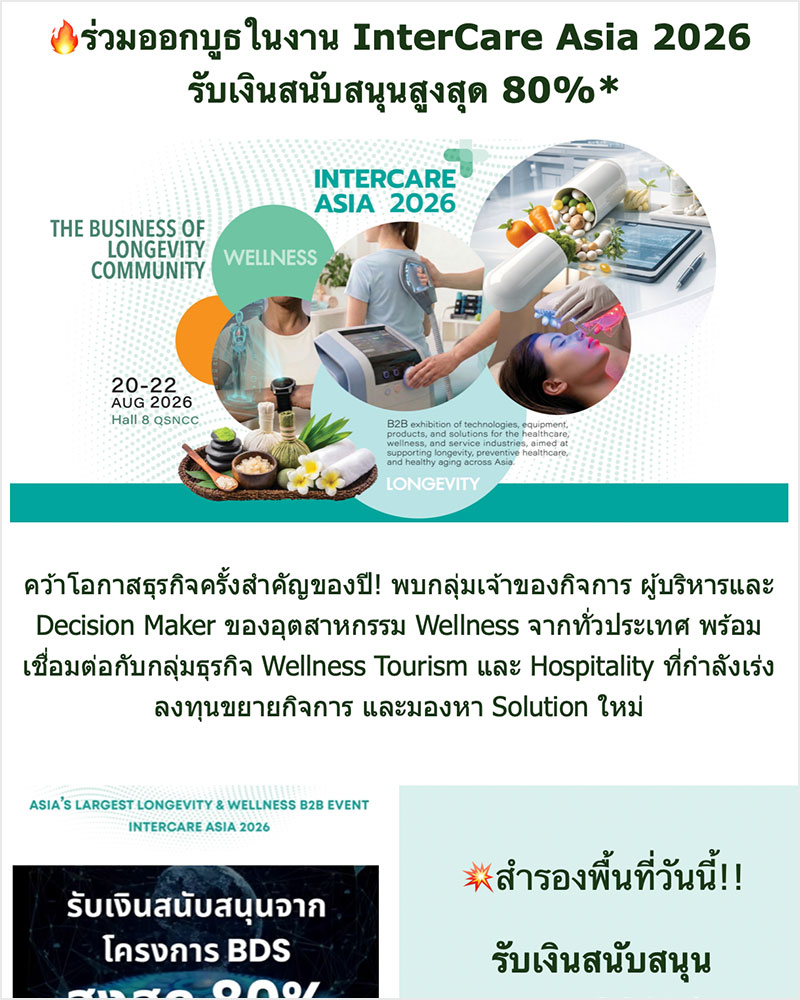 🔥ร่วมออกบูธในงาน InterCare Asia 2026
รับเงินสนับสนุนสูงสุด 80%*
INTERCARE
ASIA 2026
THE BUSINESS OF
LONGEVITY
COMMUNITY
WELLNESS
20-22
AUG 2026
Hall 8 QSNCC
B2B exhibition of technologies, equipment,
products, and solutions for the healthcare,
wellness, and service industries, aimed at
supporting longevity, preventive healthcare,
and healthy aging across Asia.
LONGEVITY
คว้าโอกาสธุรกิจครั้งสำคัญของปี! พบกลุ่มเจ้าของกิจการ ผู้บริหารและ
Decision Maker ของอุตสาหกรรม Wellness จากทั่วประเทศ พร้อม
เชื่อมต่อกับกลุ่มธุรกิจ Wellness Tourism และ Hospitality ที่กำลังเร่ง
ลงทุนขยายกิจการ และมองหา Solution ใหม่
ASIA'S LARGEST LONGEVITY & WELLNESS B2B EVENT
INTERCARE ASIA 2026
รับเงินสนับสนุนจาก
โครงการ BDS
สูงสุด 80%
💥สำรองพื้นที่วันนี้!!
รับเงินสนับสนุน